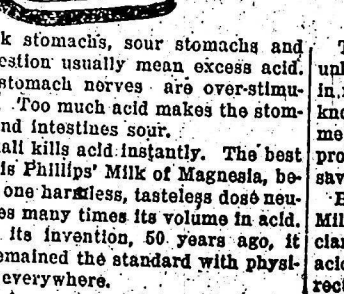 k stomachs, sour stomachs and
estion usually mean excess acid.
stomach nerves are over-stimu-
. Too much acid makes the stom-
nd intestines sour.
ali kills acid instantly. The best
is Phillips' Milk of Magnesia, be-
one harmless, tasteless dose neu-
es many times its volume in acid.
its invention, 50 years ago, it
emained the standard with physi-
everywhere.
T
unl
in
kno
me
pro
sav
Mil
clan
acid
rect